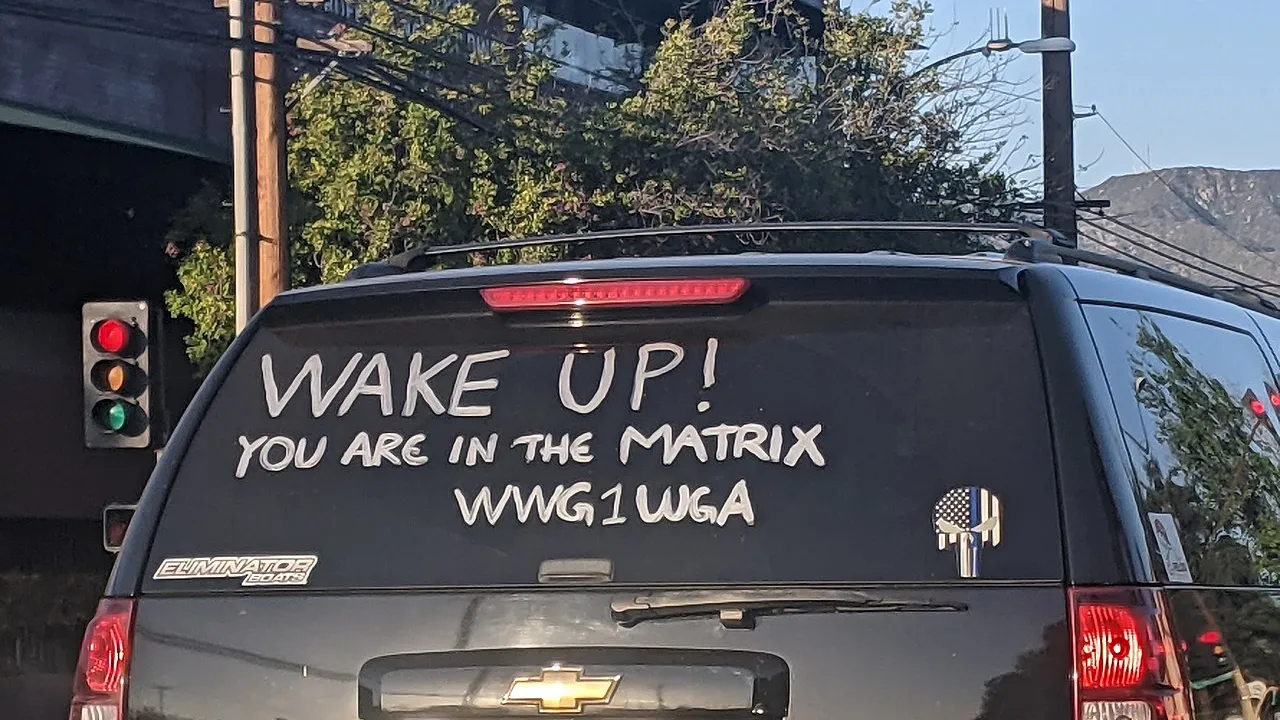 WAKE UP!
YOU ARE IN THE MATRIX
WWG1WGA
ELIMINATOR
BOATS